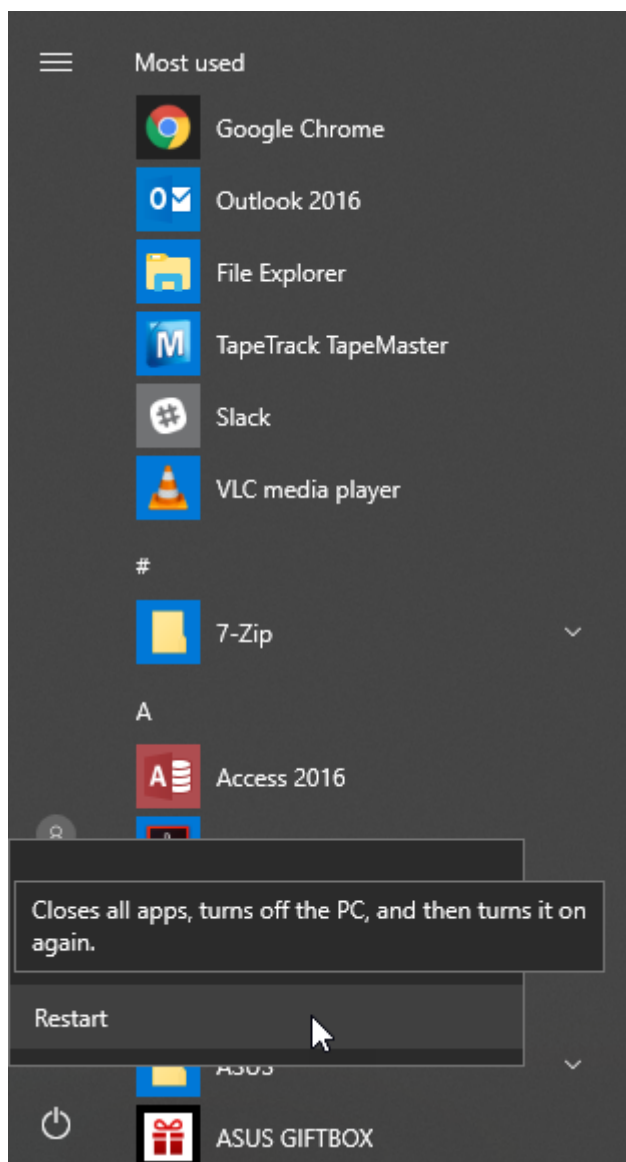 Most used
Google Chrome
Outlook 2016
File Explorer
TapeTrack TapeMaster
Slack
VLC media player
#
7-Zip
A
Access 2016
Closes all apps, turns off the PC, and then turns it on
again.
Restart
ASUS
ASUS GIFTBOX